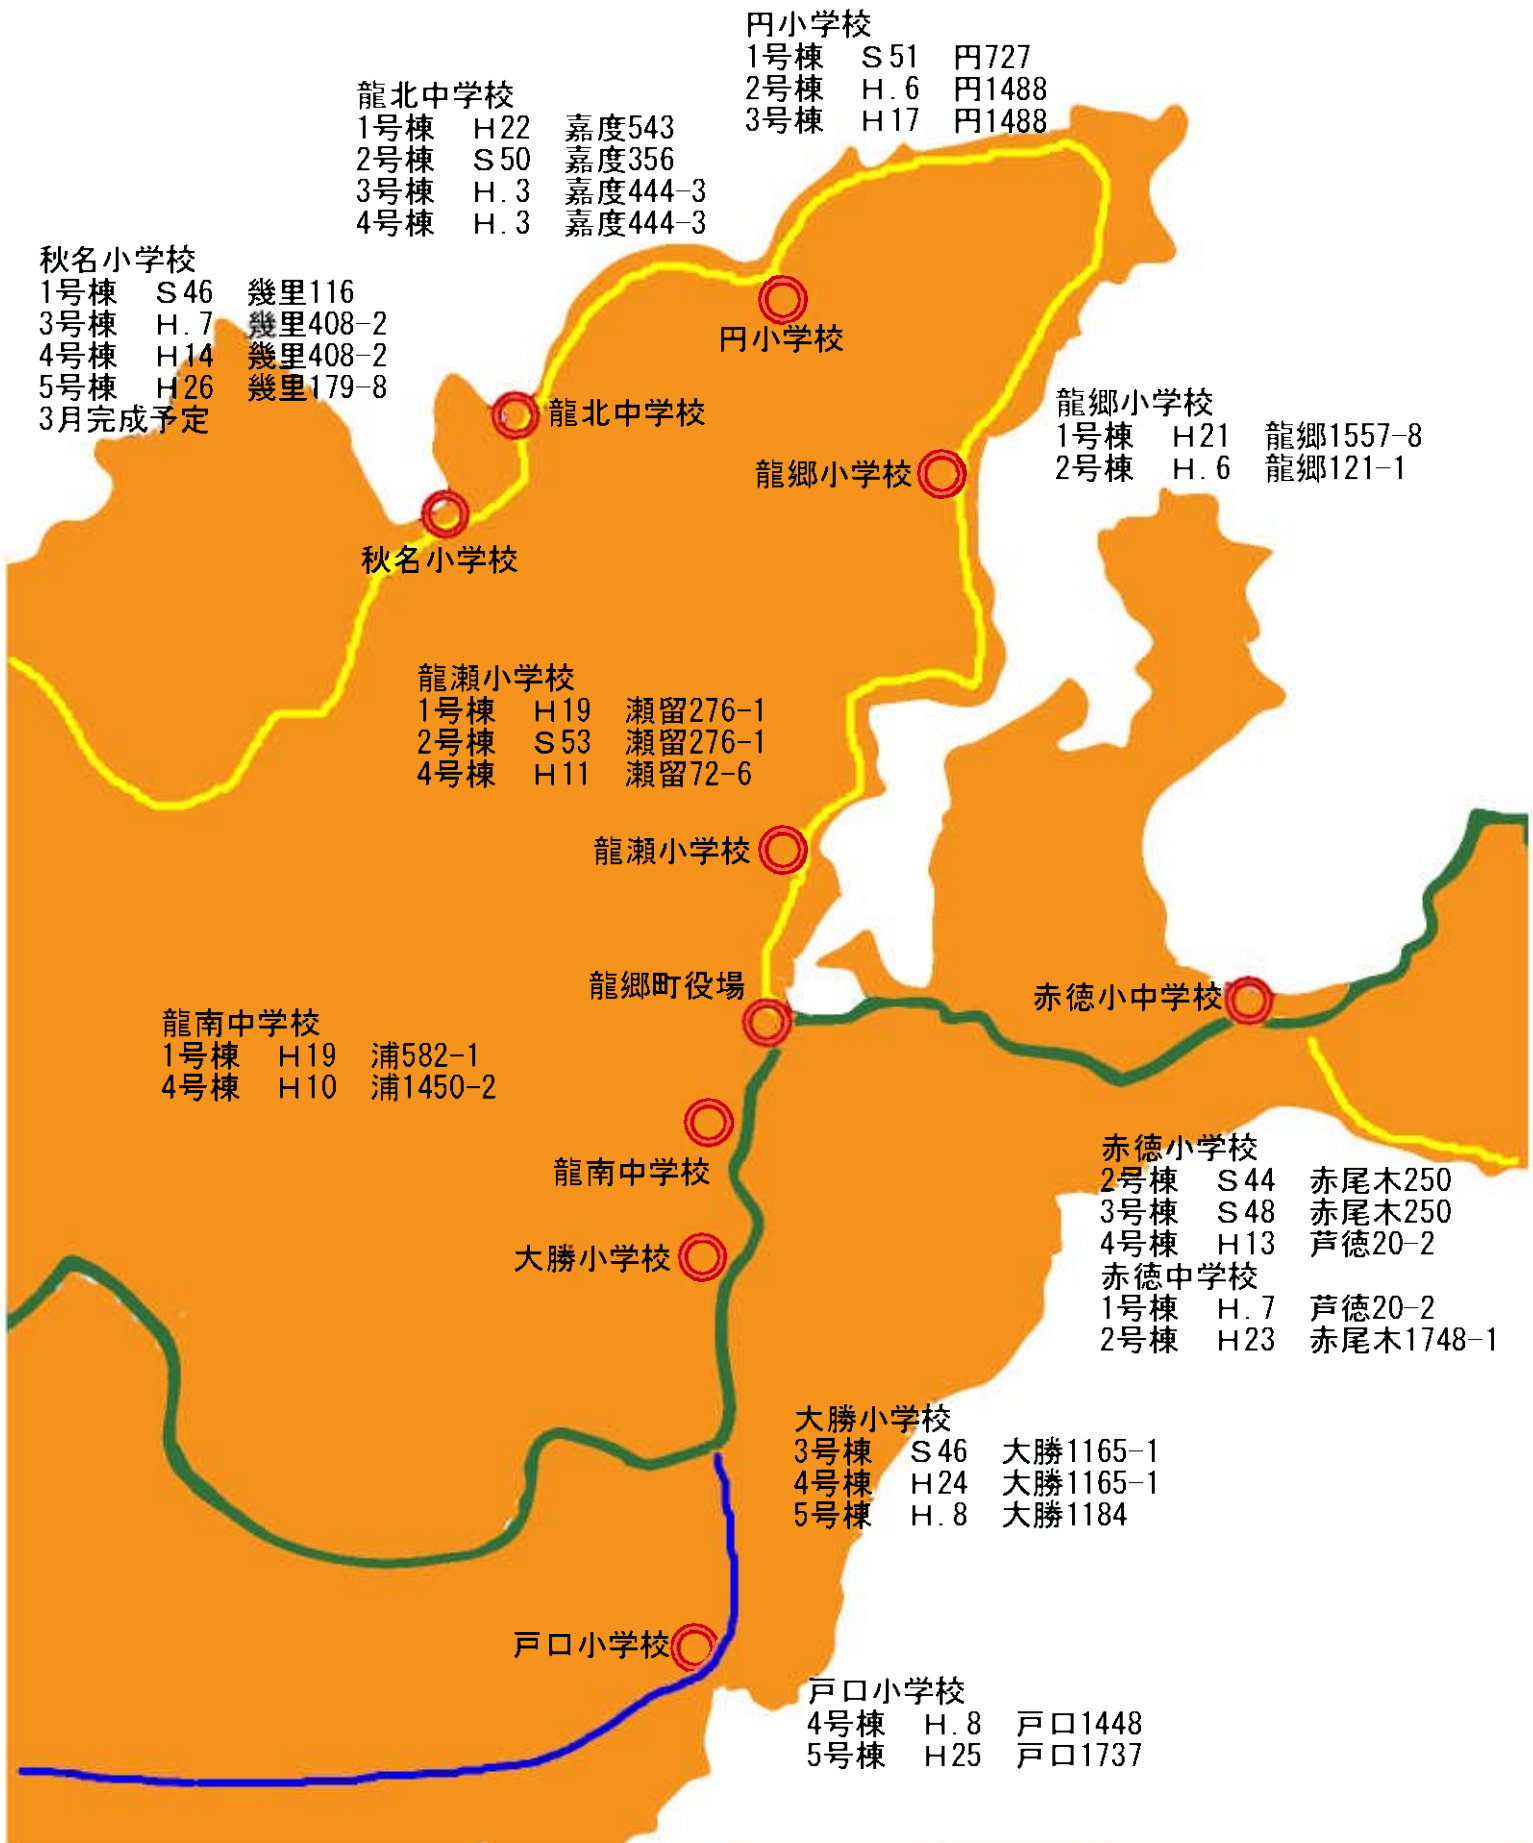 円小学校
1号棟　S51　円727
2号棟　H.6　円1488
3号棟　H17　円1488
龍北中学校
1号棟　H22　嘉度543
2号棟　S50　嘉度356
3号棟　H.3　嘉度444-3
4号棟　H.3　嘉度444-3
秋名小学校
1号棟　S46　幾里116
3号棟　H.7　幾里408-2
4号棟　H14　幾里408-2
5号棟　H26　幾里179-8
3月完成予定
円小学校
龍北中学校
龍郷小学校
1号棟　H21　龍郷1557-8
2号棟　H.6　龍郷121-1
龍郷小学校
秋名小学校
龍瀬小学校
1号棟　H19　瀬留276-1
2号棟　S53　瀬留276-1
4号棟　H11　瀬留72-6
龍瀬小学校
龍郷町役場
赤徳小中学校
龍南中学校
1号棟　H19　浦582-1
4号棟　H10　浦1450-2
龍南中学校
赤徳小学校
2号棟　S44　赤尾木250
3号棟　S48　赤尾木250
4号棟　H13　芦徳20-2
赤徳中学校
1号棟　H.7　芦徳20-2
2号棟　H23　赤尾木1748-1
大勝小学校
大勝小学校
3号棟　S46　大勝1165-1
4号棟　H24　大勝1165-1
5号棟　H.8　大勝1184
戸口小学校
戸口小学校
4号棟　H.8　戸口1448
5号棟　H25　戸口1737